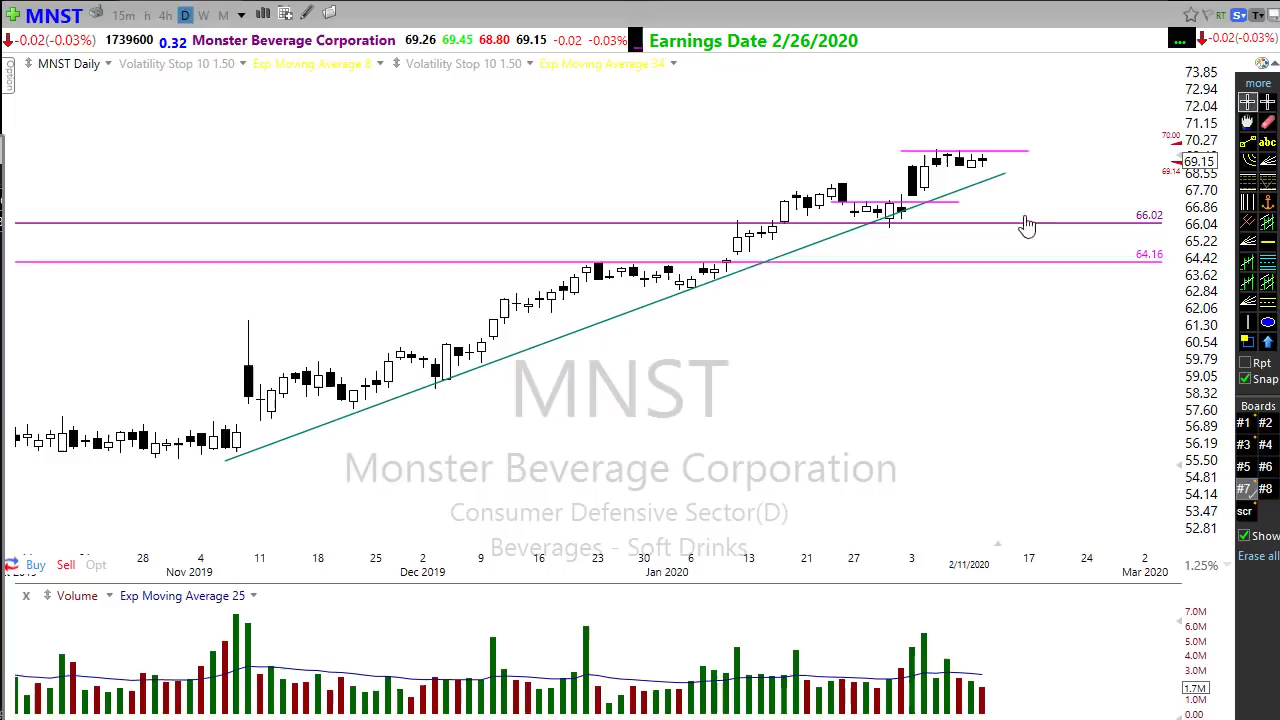 MNST 15m h 4h D W M S T RT
-0.02(-0.03%) 1739600 0.32 Monster Beverage Corporation 69.26 69.45 68.80 69.15 -0.02 -0.03% ... Earnings Date 2/26/2020 ... -0.02(-0.03%)
MNST Daily Volatility Stop 10 1.50 Exp Moving Average 8 Volatility Stop 10 1.50 Exp Moving Average 34
Option
73.85
72.94
72.04
71.15
70.27
70.00
69.15
69.14
68.55
67.70
66.86
66.02
66.04
65.22
64.16
64.42
63.62
62.84
62.06
61.30
60.54
59.79
59.05
58.32
57.60
56.89
56.19
55.50
54.81
54.14
53.47
52.81
MNST
Monster Beverage Corporation
Consumer Defensive Sector(D)
Beverages - Soft Drinks
28 4 11 18 25 2 9 16 23 30 6 13 21 27 3 17 24 2
Nov 2019 Dec 2019 Jan 2020 2/11/2020 Mar 2020
Buy Sell Opt
1.25%
x Volume Exp Moving Average 25
7.0M
6.0M
5.0M
4.0M
3.0M
1.7M
1.0M
0.00
more
abc
Rpt
Snap
Boards
#1 #2
#3 #4
#5 #6
#7 #8
scr
Show
Erase all